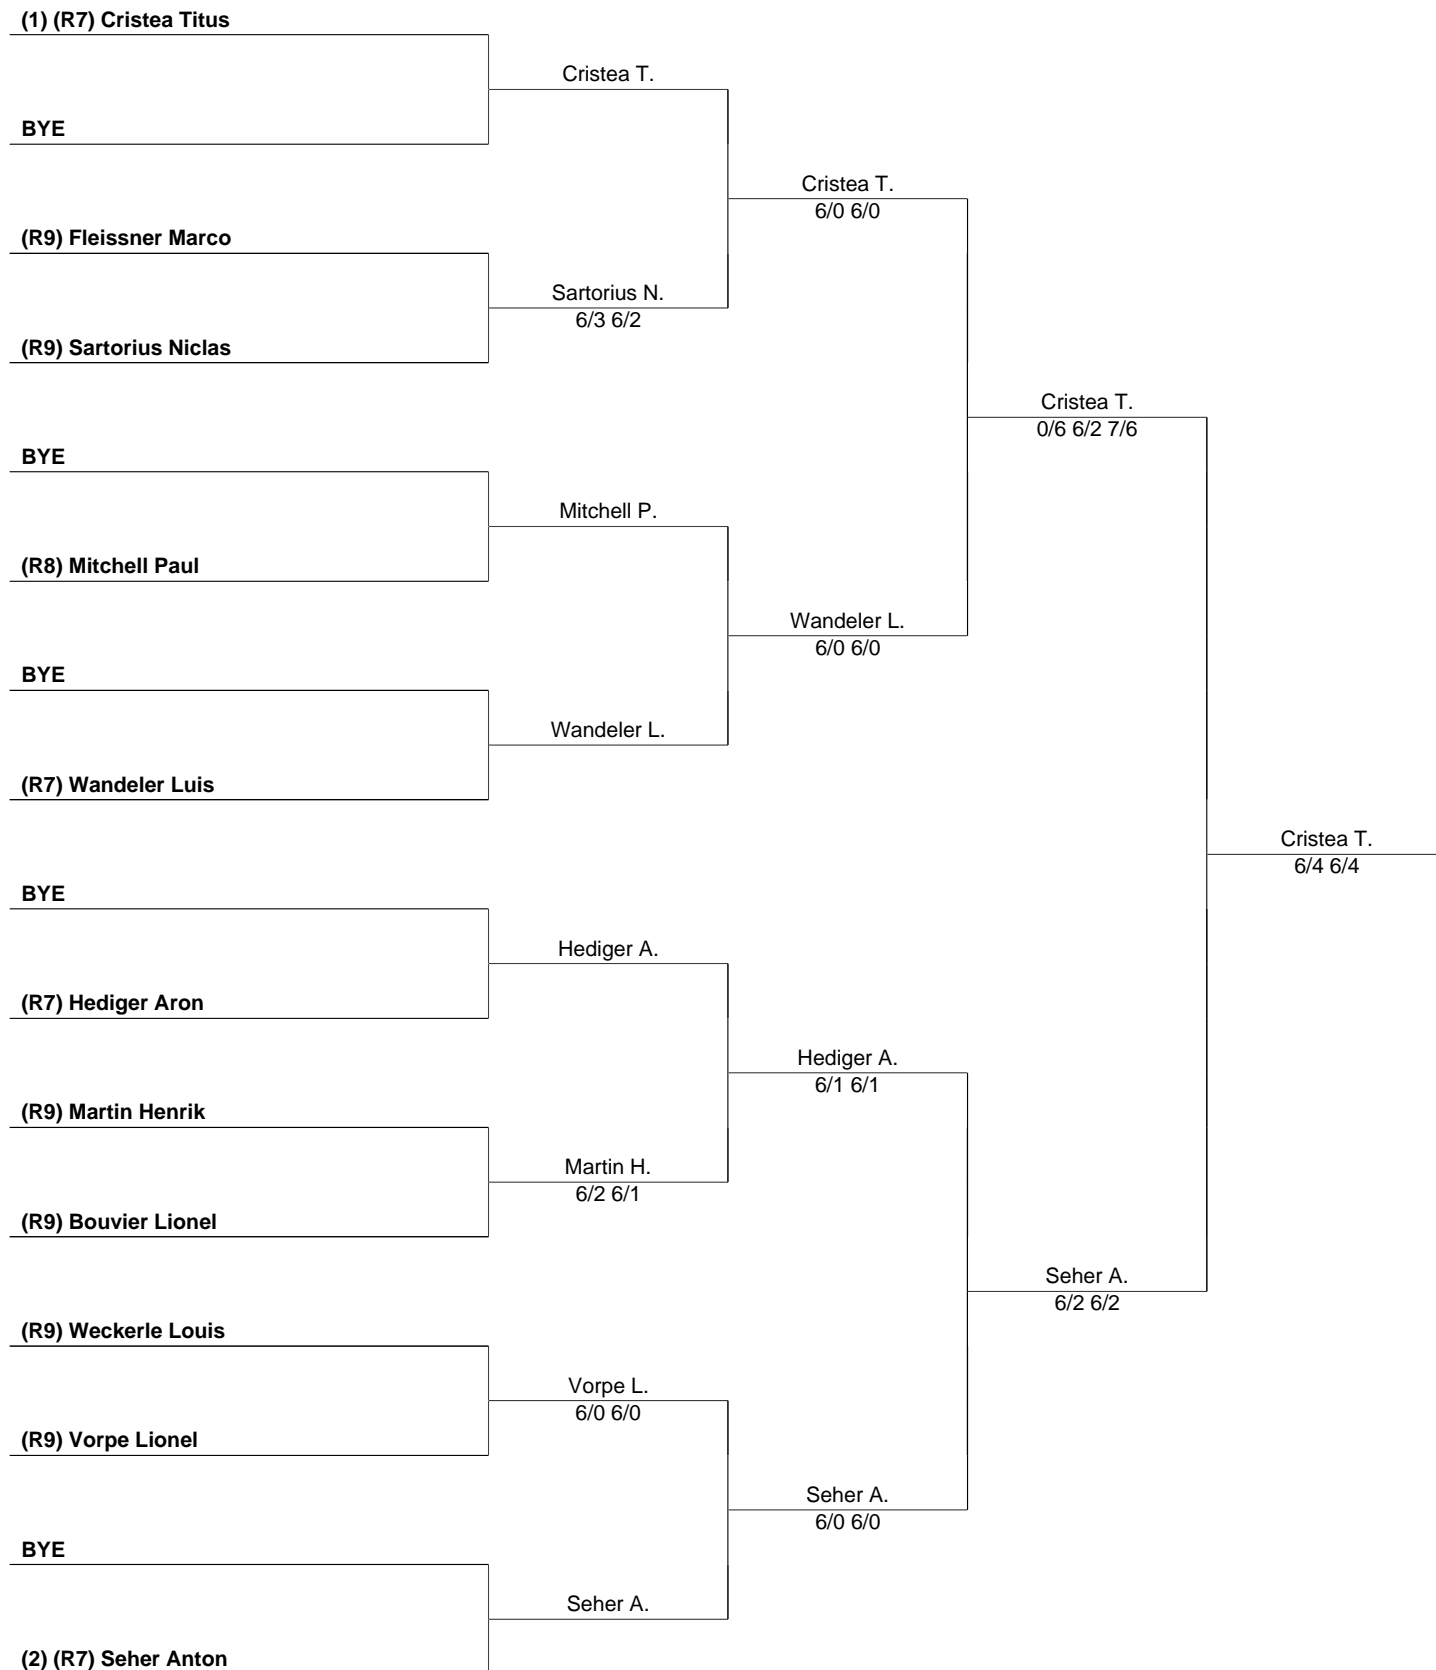 (1) (R7) Cristea Titus
Cristea T.
BYE
Cristea T.
6/0 6/0
(R9) Fleissner Marco
Sartorius N.
6/3 6/2
(R9) Sartorius Niclas
Cristea T.
0/6 6/2 7/6
BYE
Mitchell P.
(R8) Mitchell Paul
Wandeler L.
6/0 6/0
BYE
Wandeler L.
(R7) Wandeler Luis
Cristea T.
6/4 6/4
BYE
Hediger A.
(R7) Hediger Aron
Hediger A.
6/1 6/1
(R9) Martin Henrik
Martin H.
6/2 6/1
(R9) Bouvier Lionel
Seher A.
6/2 6/2
(R9) Weckerle Louis
Vorpe L.
6/0 6/0
(R9) Vorpe Lionel
Seher A.
6/0 6/0
BYE
Seher A.
(2) (R7) Seher Anton